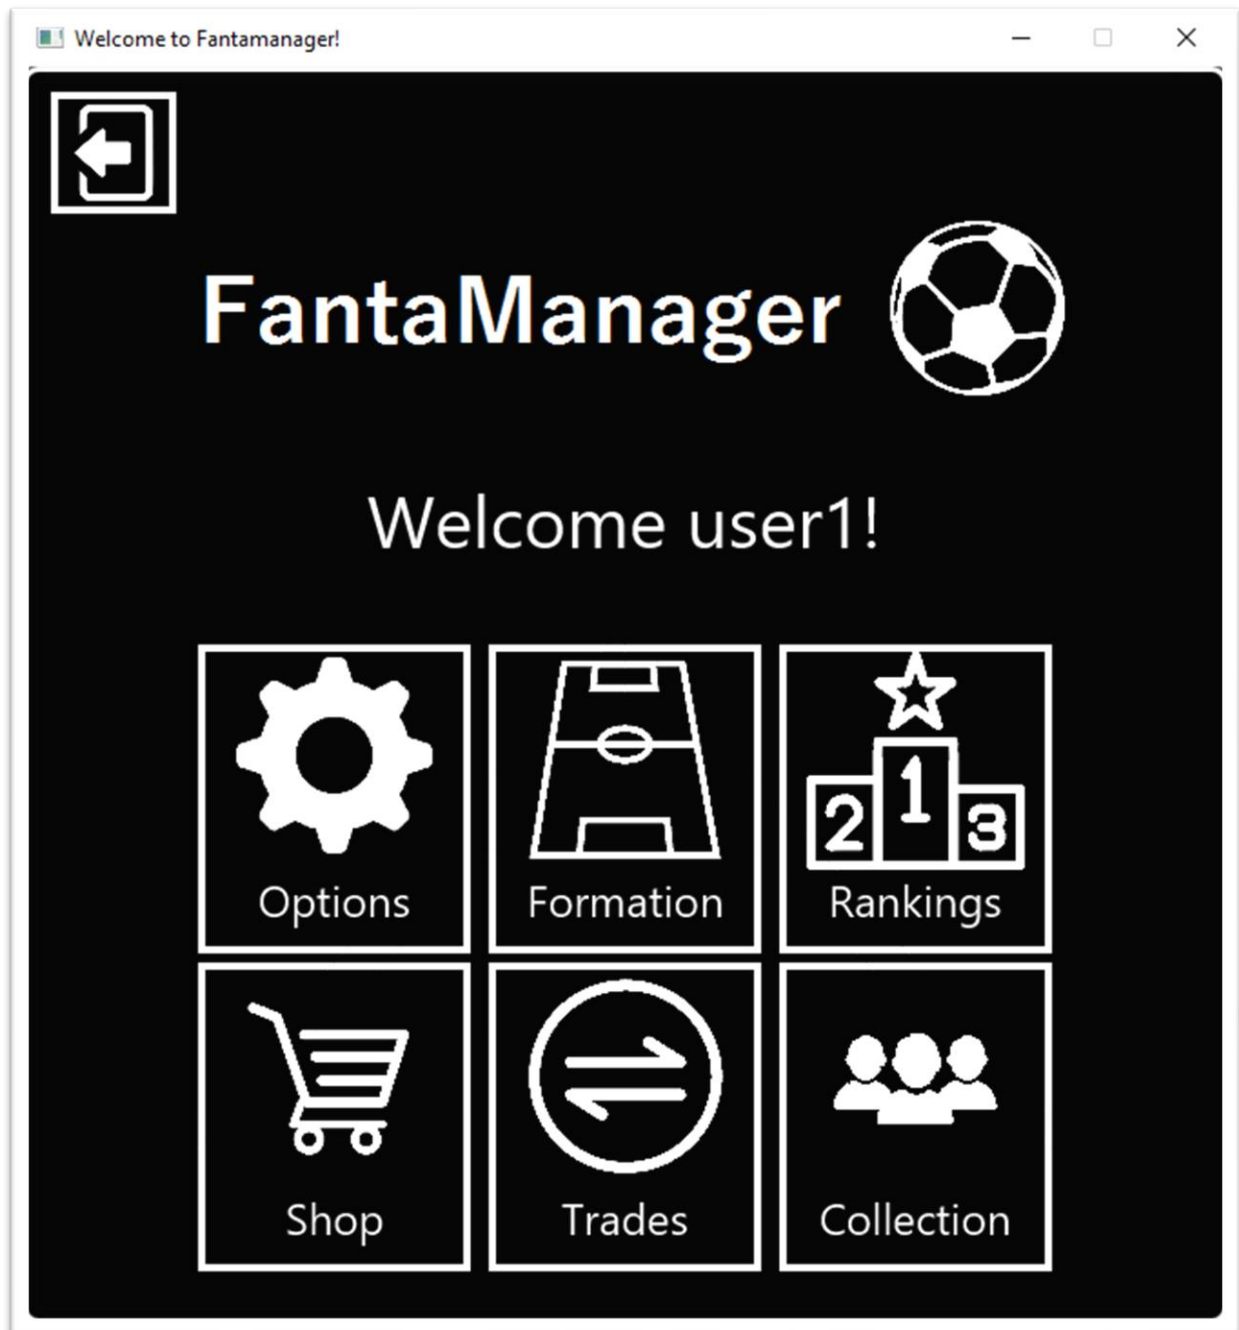 Welcome to Fantamanager!
FantaManager
Welcome user1!
2 1 3
Options Formation Rankings
Shop Trades Collection